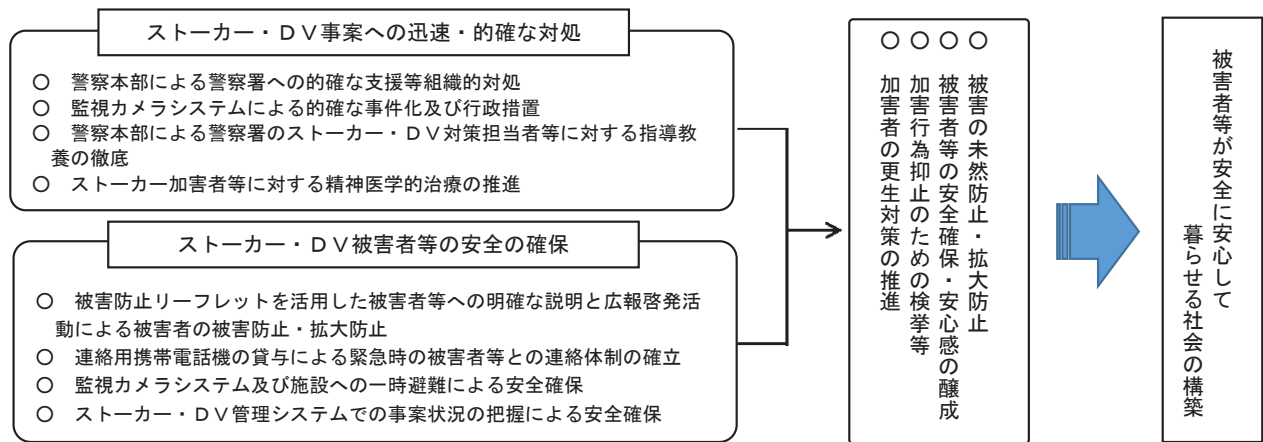 ストーカー・ＤＶ事案への迅速・的確な対処
○　警察本部による警察署への的確な支援等組織的対処
○　監視カメラシステムによる的確な事件化及び行政措置
○　警察本部による警察署のストーカー・ＤＶ対策担当者等に対する指導教
養の徹底
○　ストーカー加害者等に対する精神医学的治療の推進
ストーカー・ＤＶ被害者等の安全の確保
○　被害防止リーフレットを活用した被害者等への明確な説明と広報啓発活
動による被害者の被害防止・拡大防止
○　連絡用携帯電話機の貸与による緊急時の被害者等との連絡体制の確立
○　監視カメラシステム及び施設への一時避難による安全確保
○　ストーカー・ＤＶ管理システムでの事案状況の把握による安全確保
○　被害の未然防止・拡大防止
○　被害者等の安全確保・安心感の醸成
○　加害行為抑止のための検挙等
○　加害者の更生対策の推進
被害者等が安全に安心して
暮らせる社会の構築